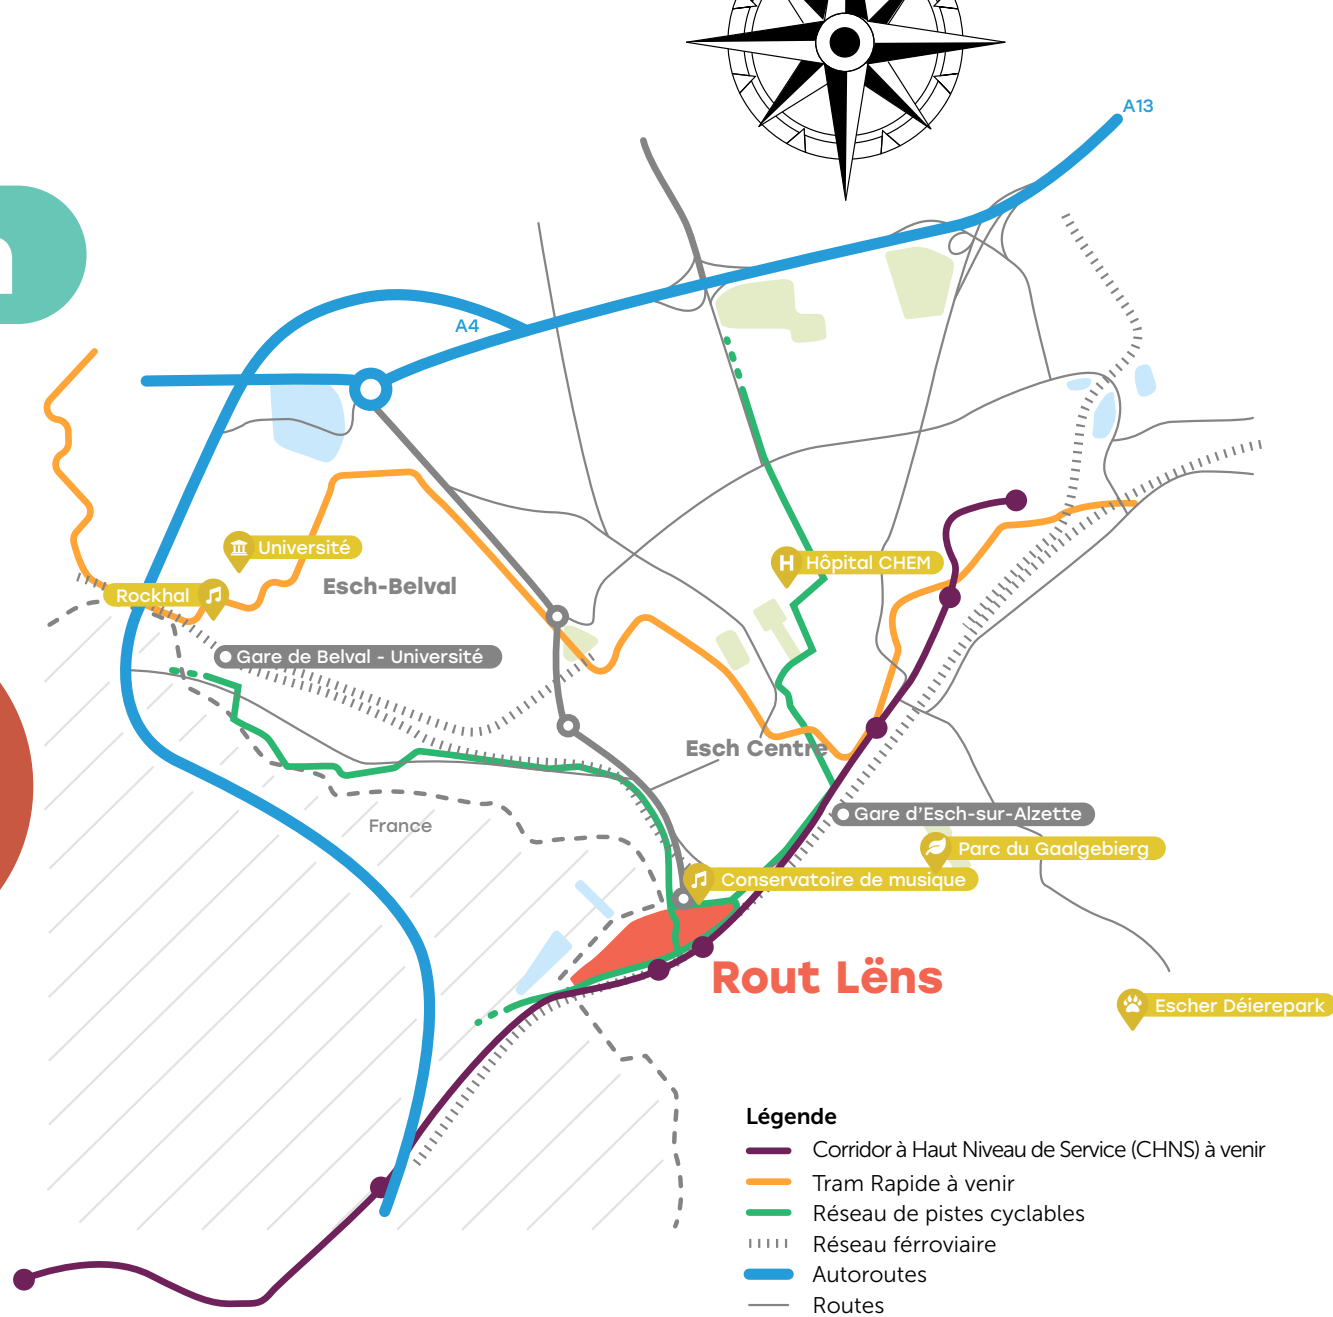 A13
A4
Université
Hôpital CHEM
Esch-Belval
Rockhal
Gare de Belval - Université
Esch Centre
Gare d'Esch-sur-Alzette
France
Parc du Gaalgebierg
Conservatoire de musique
Rout Lëns
Escher Déierepark
Légende
Corridor à Haut Niveau de Service (CHNS) à venir
Tram Rapide à venir
Réseau de pistes cyclables
Réseau férroviaire
Autoroutes
Routes